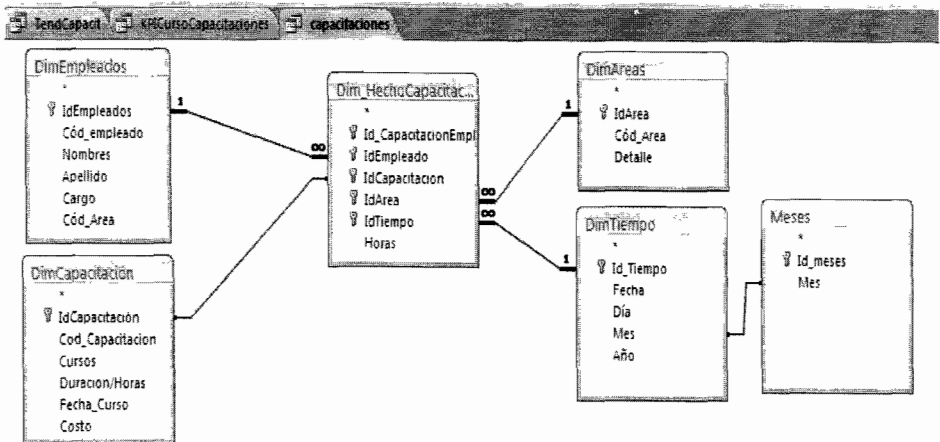 TendCapacit
KPICursoCapacitaciones
capacitaciones
DimEmpleados
*
IdEmpleados
Cód_empleado
Nombres
Apellido
Cargo
Cód_Area
DimCapacitación
*
IdCapacitación
Cod_Capacitacion
Cursos
Duracion/Horas
Fecha_Curso
Costo
Dim_HechoCapacitac...
*
Id_CapacitacionEmpl
IdEmpleado
IdCapacitacion
IdArea
IdTiempo
Horas
DimAreas
*
IdArea
Cód_Area
Detalle
DimTiempo
*
Id_Tiempo
Fecha
Día
Mes
Año
Meses
*
Id_meses
Mes
1
∞
1
∞
∞
1